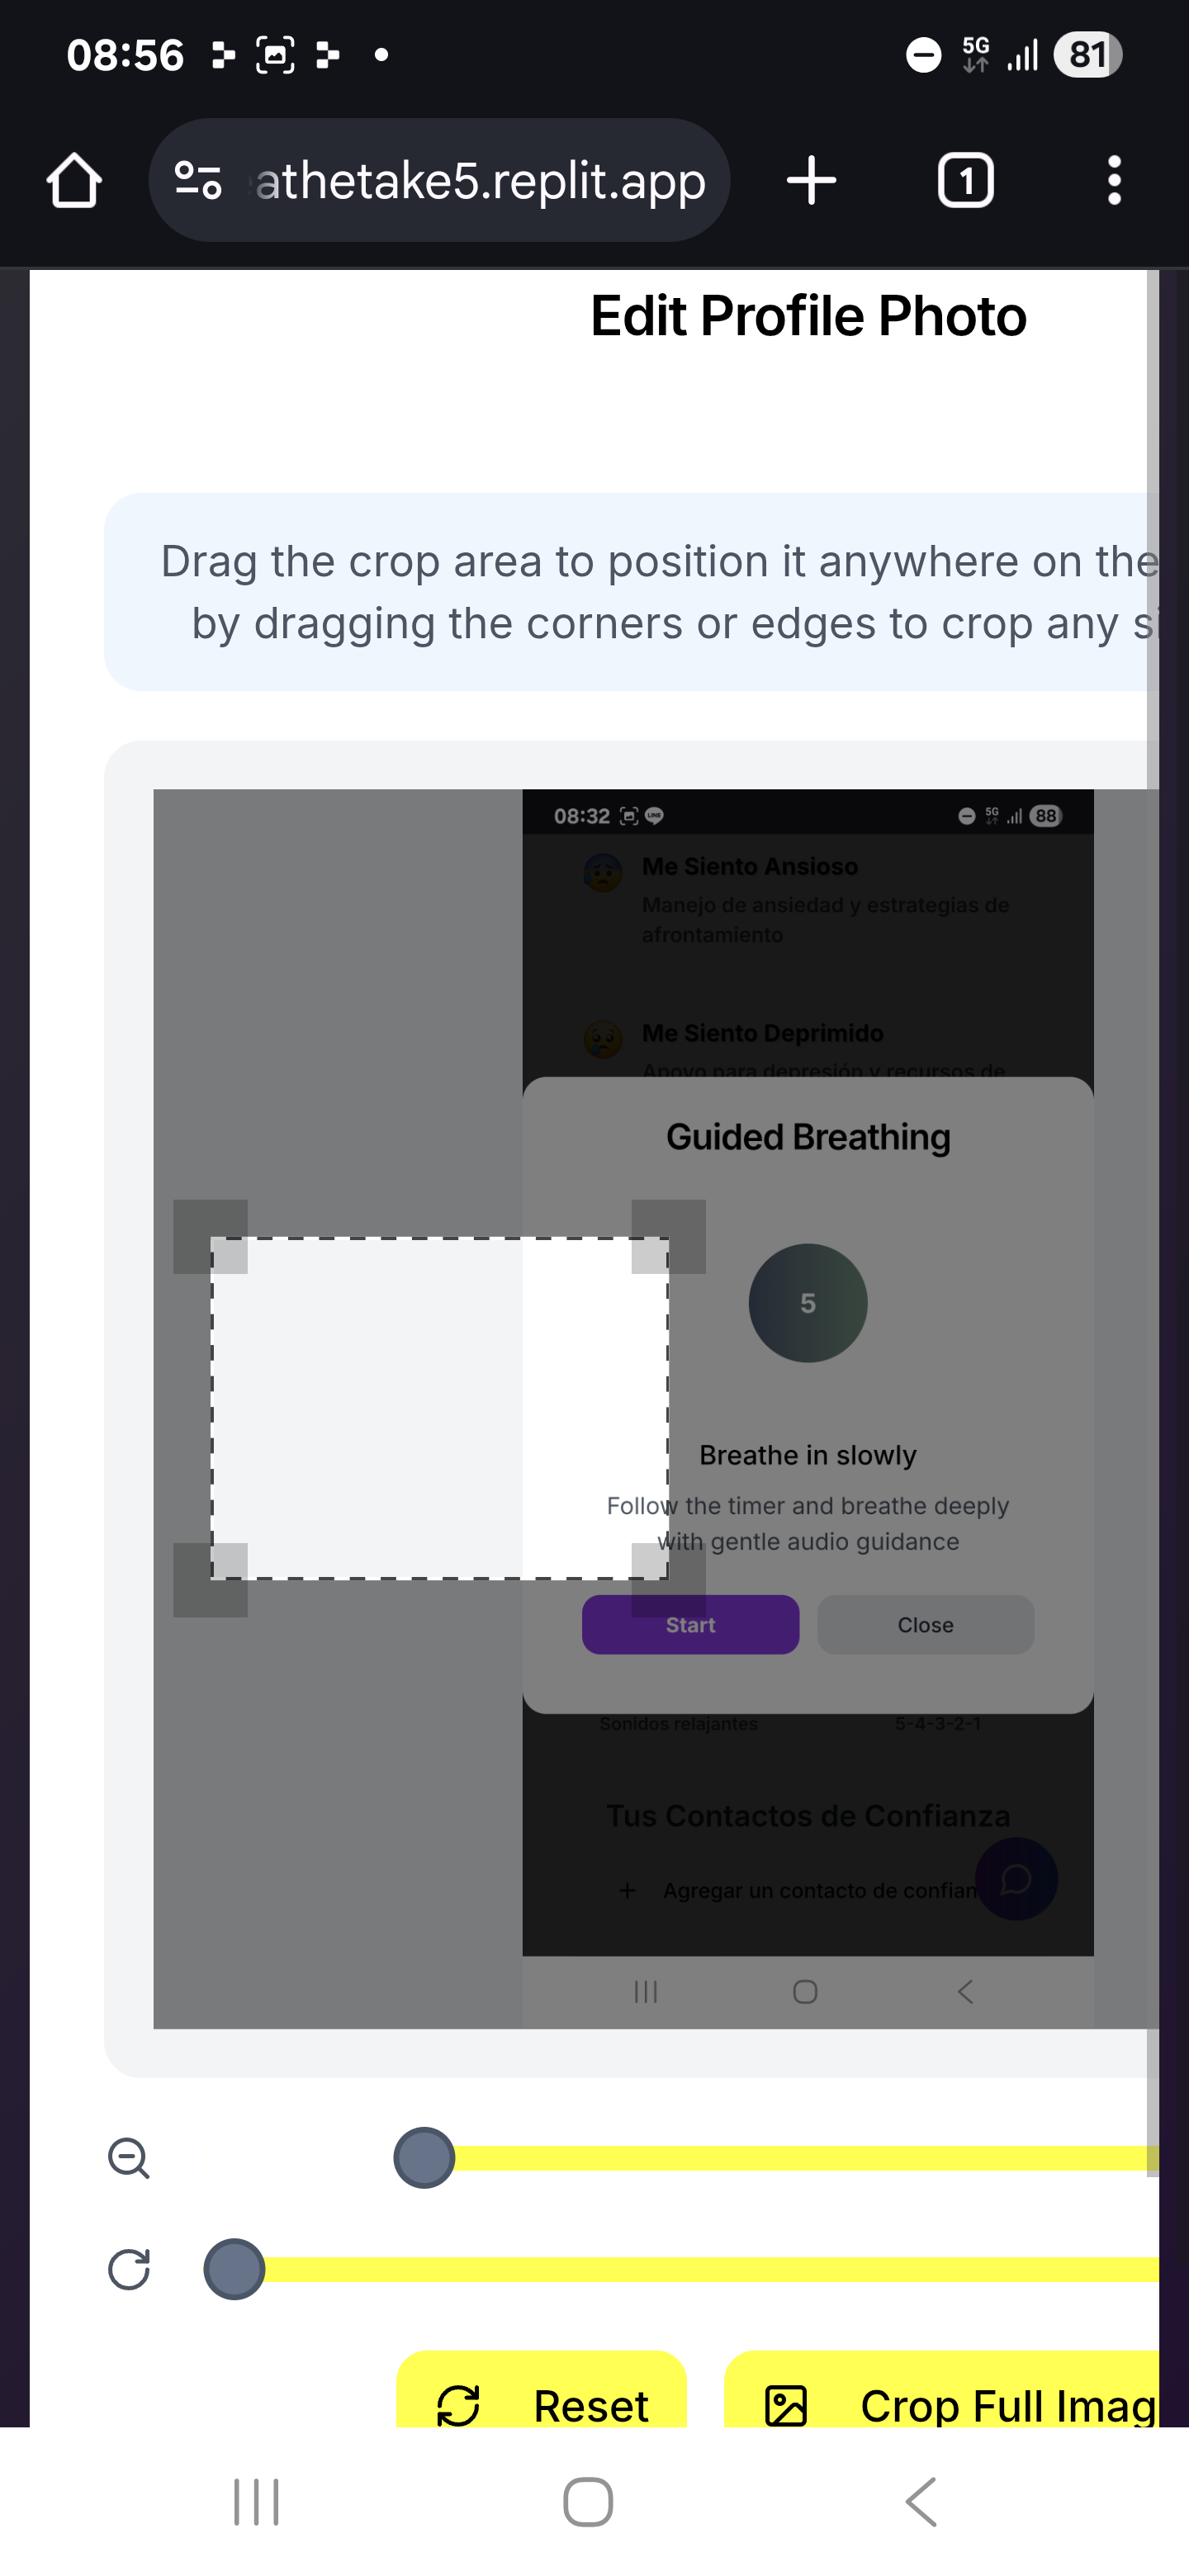 08:56
5G
81
athetake5.replit.app
1
Edit Profile Photo
Drag the crop area to position it anywhere on the
by dragging the corners or edges to crop any si
08:32
LINE
5G
88
Me Siento Ansioso
Manejo de ansiedad y estrategias de
afrontamiento
Me Siento Deprimido
Apoyo para depresión y recursos de
Guided Breathing
5
Breathe in slowly
Follow the timer and breathe deeply
with gentle audio guidance
Start
Close
Sonidos relajantes
5-4-3-2-1
Tus Contactos de Confianza
+ Agregar un contacto de confian
Reset
Crop Full Imag